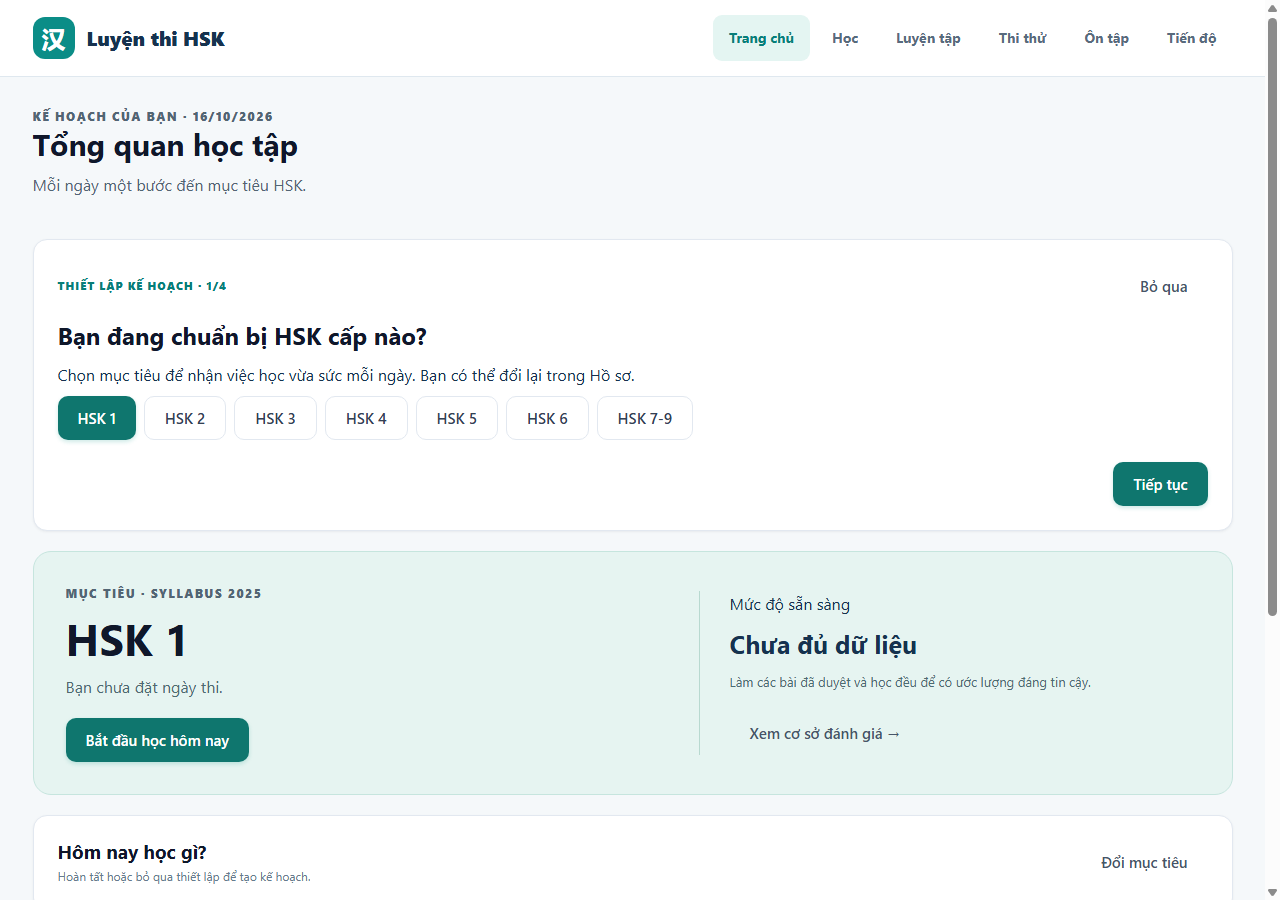 汉 Luyện thi HSK
Trang chủ Học Luyện tập Thi thử Ôn tập Tiến độ
KẾ HOẠCH CỦA BẠN · 16/10/2026
Tổng quan học tập
Mỗi ngày một bước đến mục tiêu HSK.
THIẾT LẬP KẾ HOẠCH · 1/4
Bỏ qua
Bạn đang chuẩn bị HSK cấp nào?
Chọn mục tiêu để nhận việc học vừa sức mỗi ngày. Bạn có thể đổi lại trong Hồ sơ.
HSK 1 HSK 2 HSK 3 HSK 4 HSK 5 HSK 6 HSK 7-9
Tiếp tục
MỤC TIÊU · SYLLABUS 2025
HSK 1
Bạn chưa đặt ngày thi.
Bắt đầu học hôm nay
Mức độ sẵn sàng
Chưa đủ dữ liệu
Làm các bài đã duyệt và học đều để có ước lượng đáng tin cậy.
Xem cơ sở đánh giá →
Hôm nay học gì?
Hoàn tất hoặc bỏ qua thiết lập để tạo kế hoạch.
Đổi mục tiêu